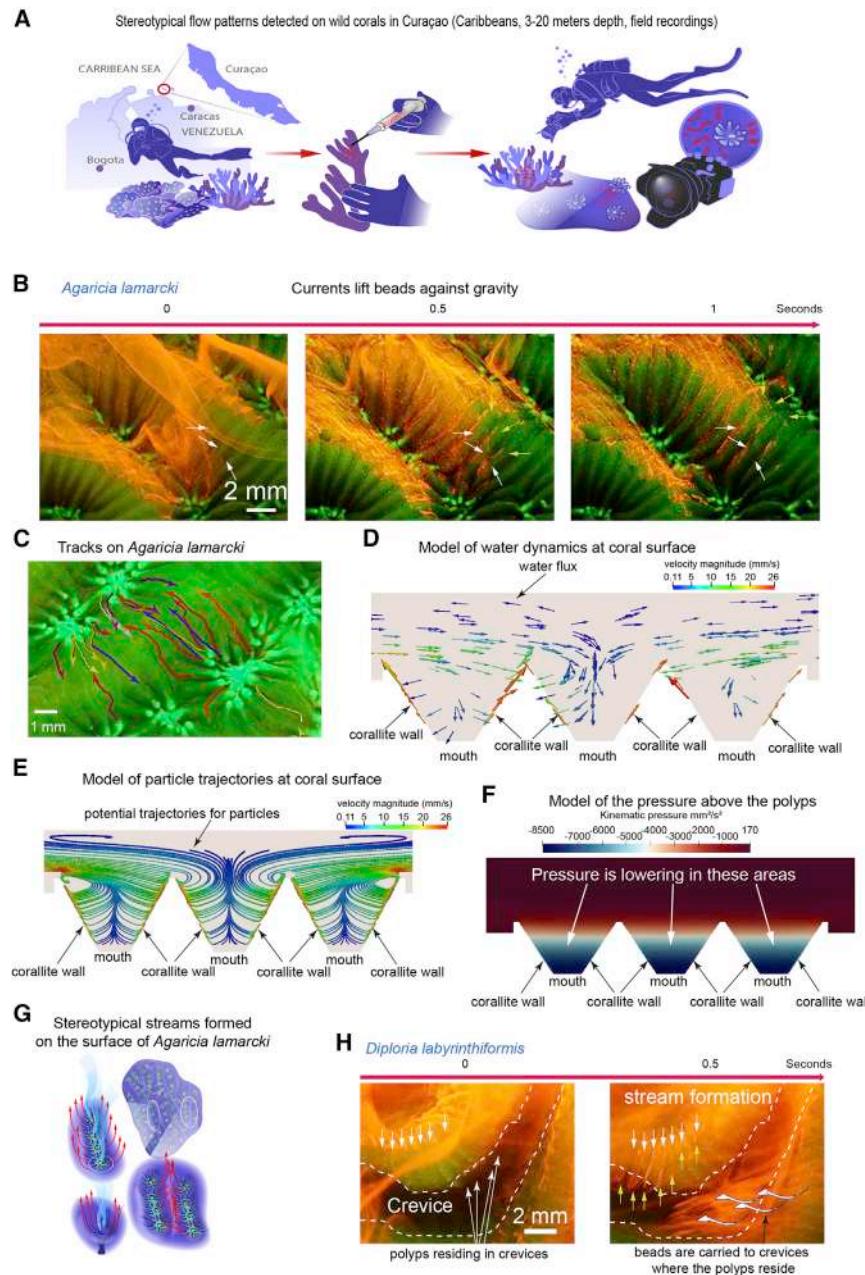 A
Stereotypical flow patterns detected on wild corals in Curaçao (Caribbeans, 3-20 meters depth, field recordings)
CARRIBEAN SEA
Curaçao
Caracas
VENEZUELA
Bogota
B
Agaricia lamarcki
Currents lift beads against gravity
0
0.5
1
Seconds
2 mm
C
Tracks on Agaricia lamarcki
1 mm
D
Model of water dynamics at coral surface
water flux
velocity magnitude (mm/s)
0.11 5 10 15 20 26
corallite wall
mouth
corallite wall
mouth
corallite wall
mouth
corallite wall
E
Model of particle trajectories at coral surface
potential trajectories for particles
velocity magnitude (mm/s)
0.11 5 10 15 20 26
corallite wall
mouth
corallite wall
mouth
corallite wall
mouth
corallite wall
F
Model of the pressure above the polyps
Kinematic pressure mm²/s²
-8500 -7000 -6000 -5000 -4000 -3000 -2000 -1000 170
Pressure is lowering in these areas
mouth
mouth
mouth
corallite wall
corallite wall
corallite wall
corallite wal
G
Stereotypical streams formed
on the surface of Agaricia lamarcki
H
Diploria labyrinthiformis
0
0.5
Seconds
Crevice
2 mm
polyps residing in crevices
stream formation
beads are carried to crevices
where the polyps reside